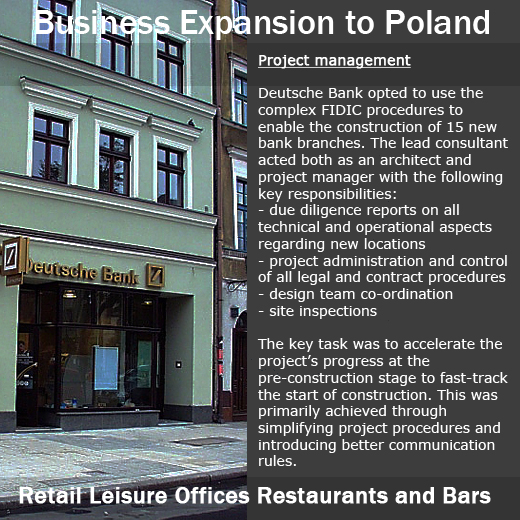 Business Expansion to Poland
Project management
Deutsche Bank opted to use the
complex FIDIC procedures to
enable the construction of 15 new
bank branches. The lead consultant
acted both as an architect and
project manager with the following
key responsibilities:
- due diligence reports on all
technical and operational aspects
regarding new locations
- project administration and control
of all legal and contract procedures
- design team co-ordination
- site inspections
The key task was to accelerate the
project’s progress at the
pre-construction stage to fast-track
the start of construction. This was
primarily achieved through
simplifying project procedures and
introducing better communication
rules.
Deutsche Bank
Retail Leisure Offices Restaurants and Bars